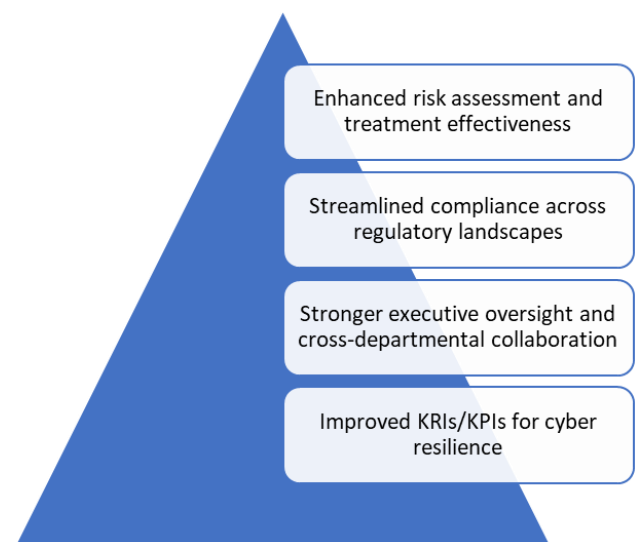 Enhanced risk assessment and
treatment effectiveness
Streamlined compliance across
regulatory landscapes
Stronger executive oversight and
cross-departmental collaboration
Improved KRIs/KPIs for cyber
resilience